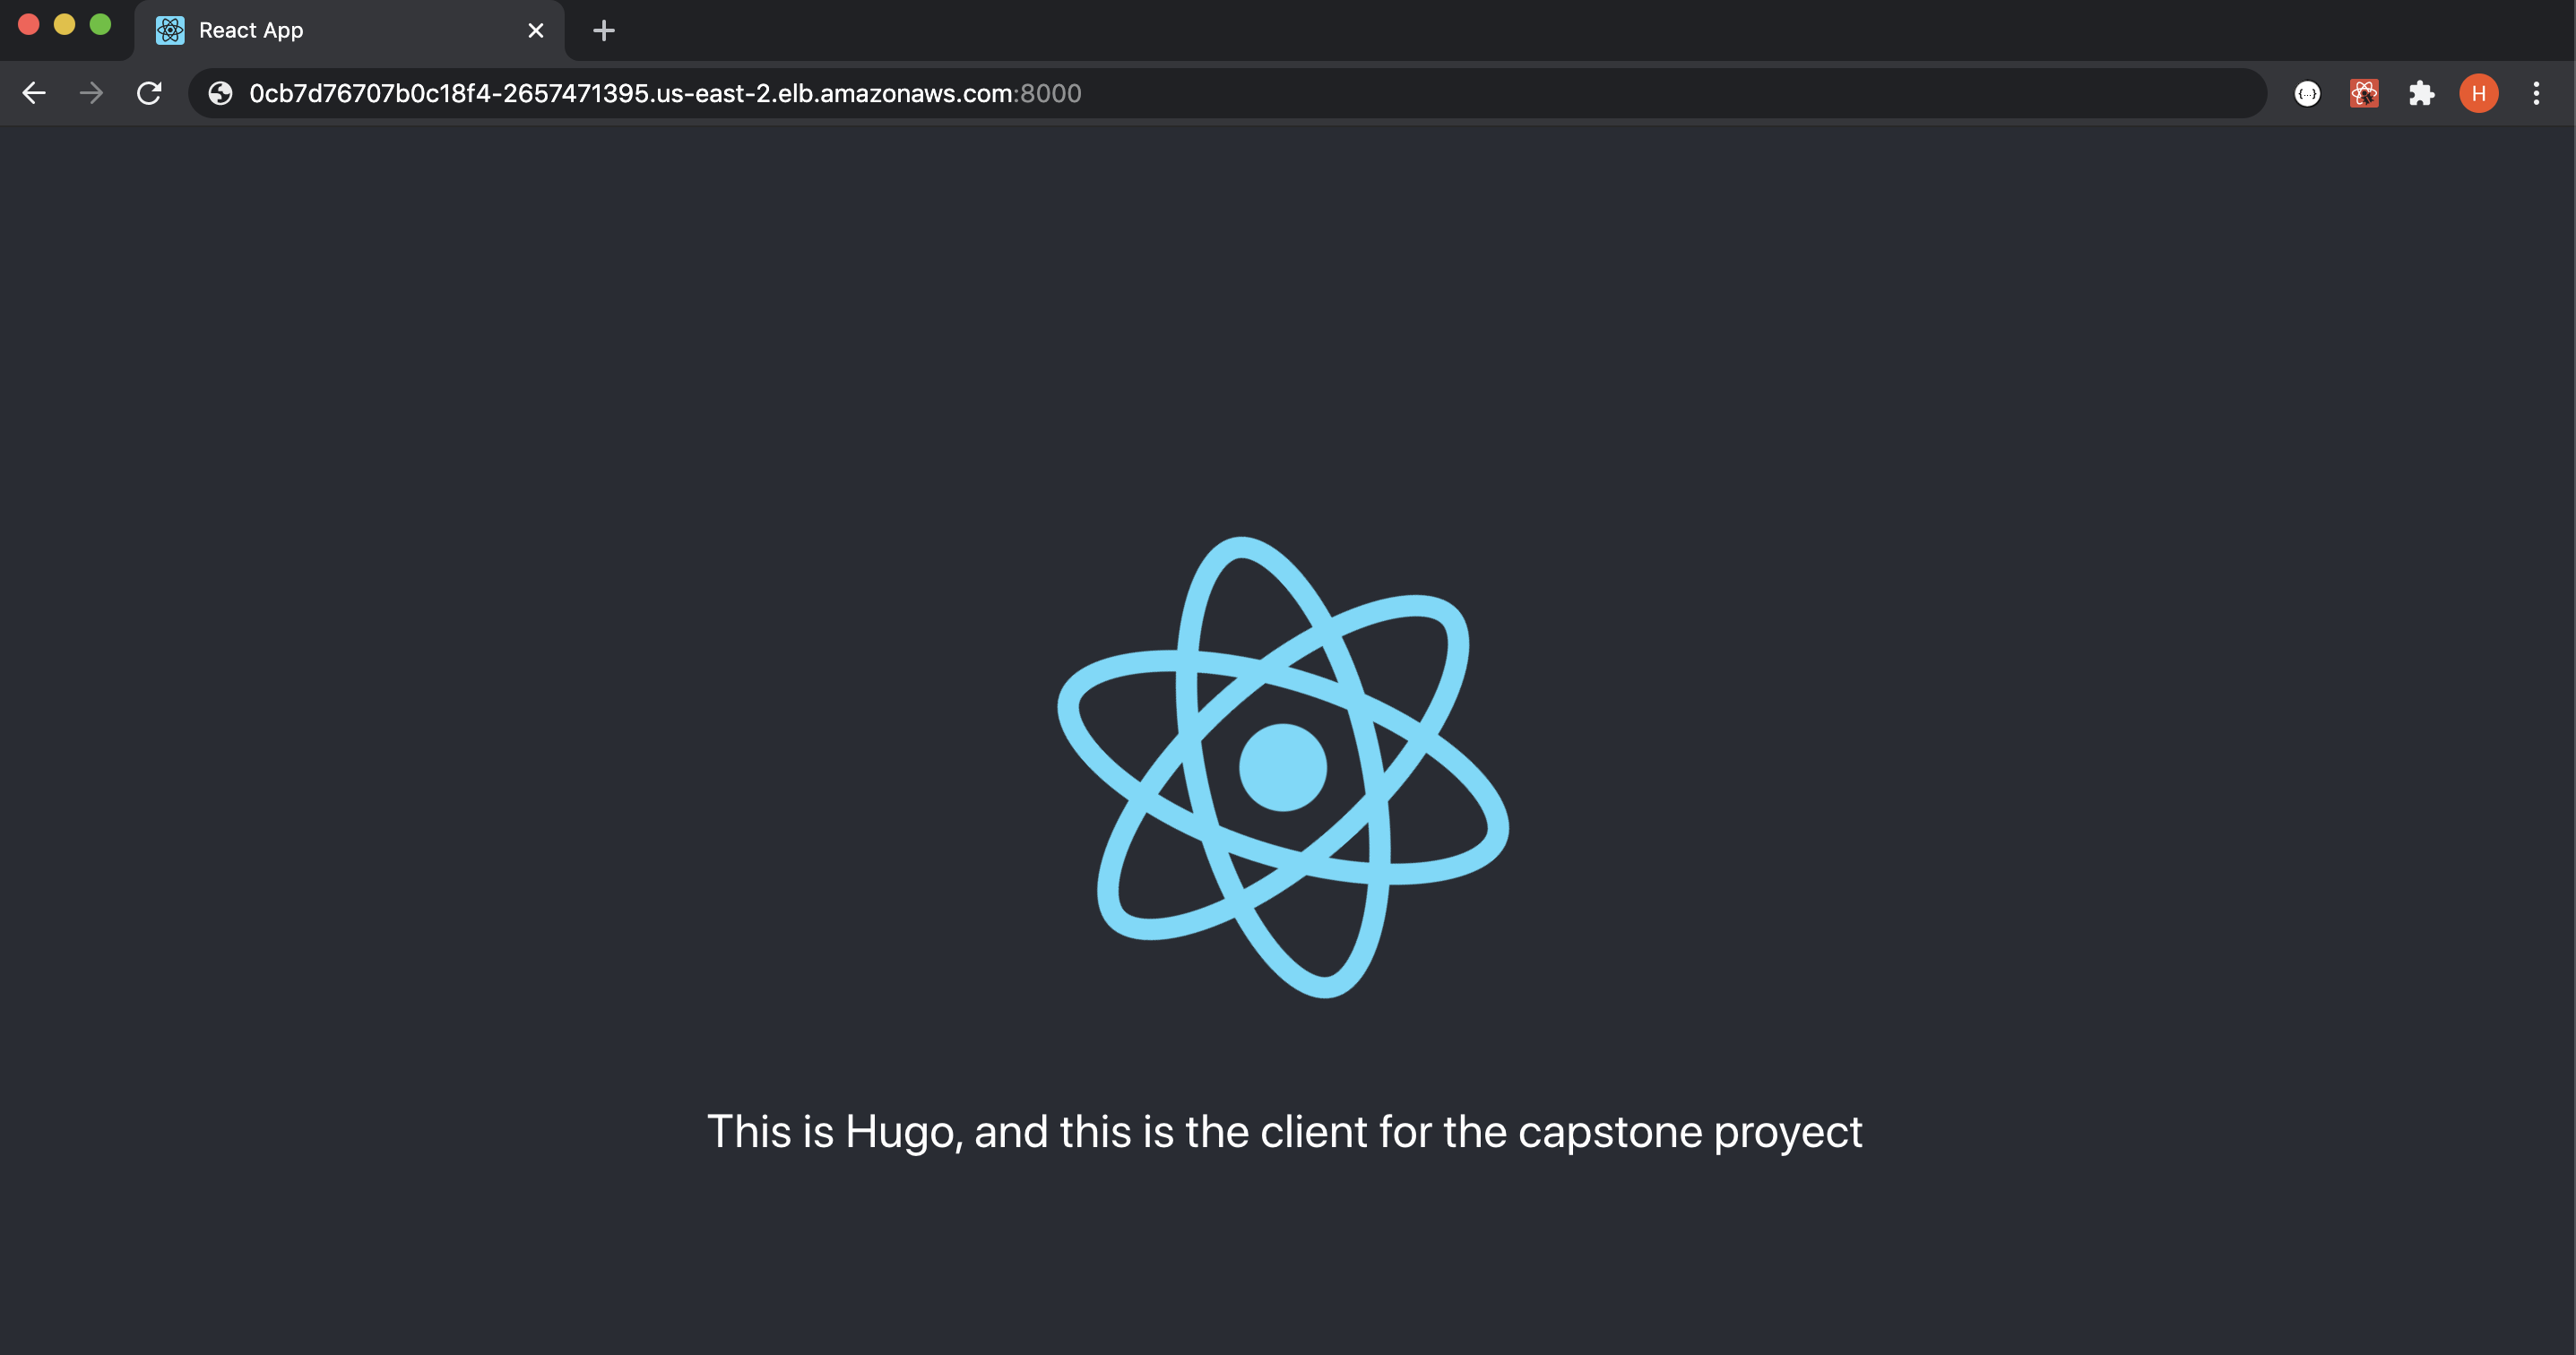 React App
0cb7d76707b0c18f4-2657471395.us-east-2.elb.amazonaws.com:8000
{...}
H
This is Hugo, and this is the client for the capstone proyect